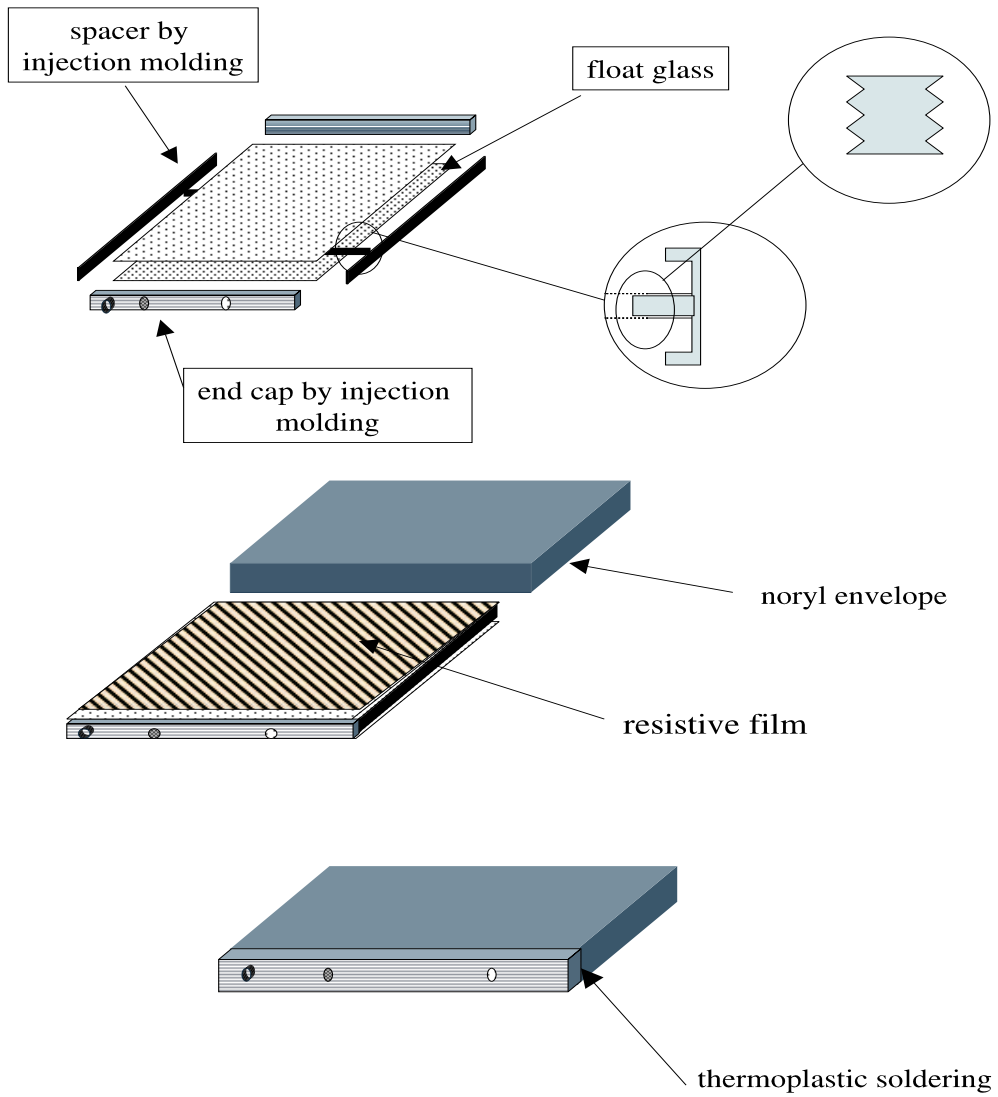 spacer by
injection molding
float glass
end cap by injection
molding
noryl envelope
resistive film
thermoplastic soldering